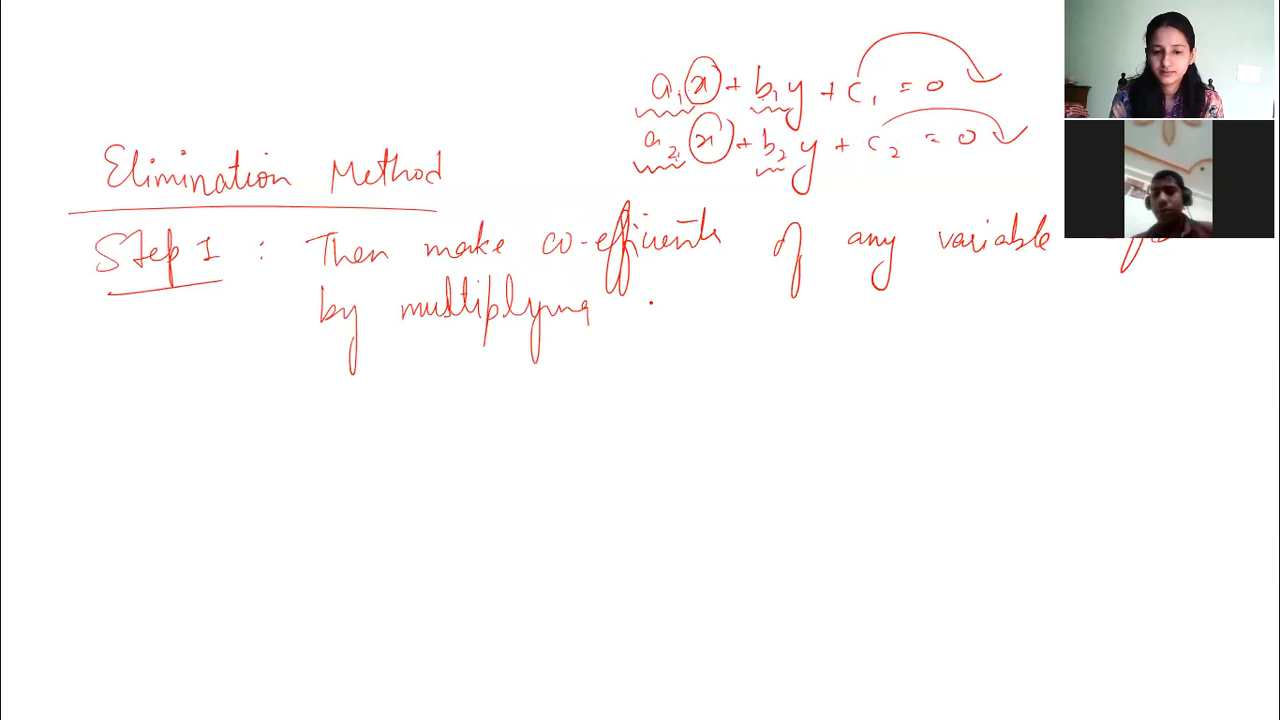 a₁x + b₁y + c₁ = 0
a₂x + b₂y + c₂ = 0
Elimination Method
Step 1 : Then make co-efficients of any variable
by multiplying